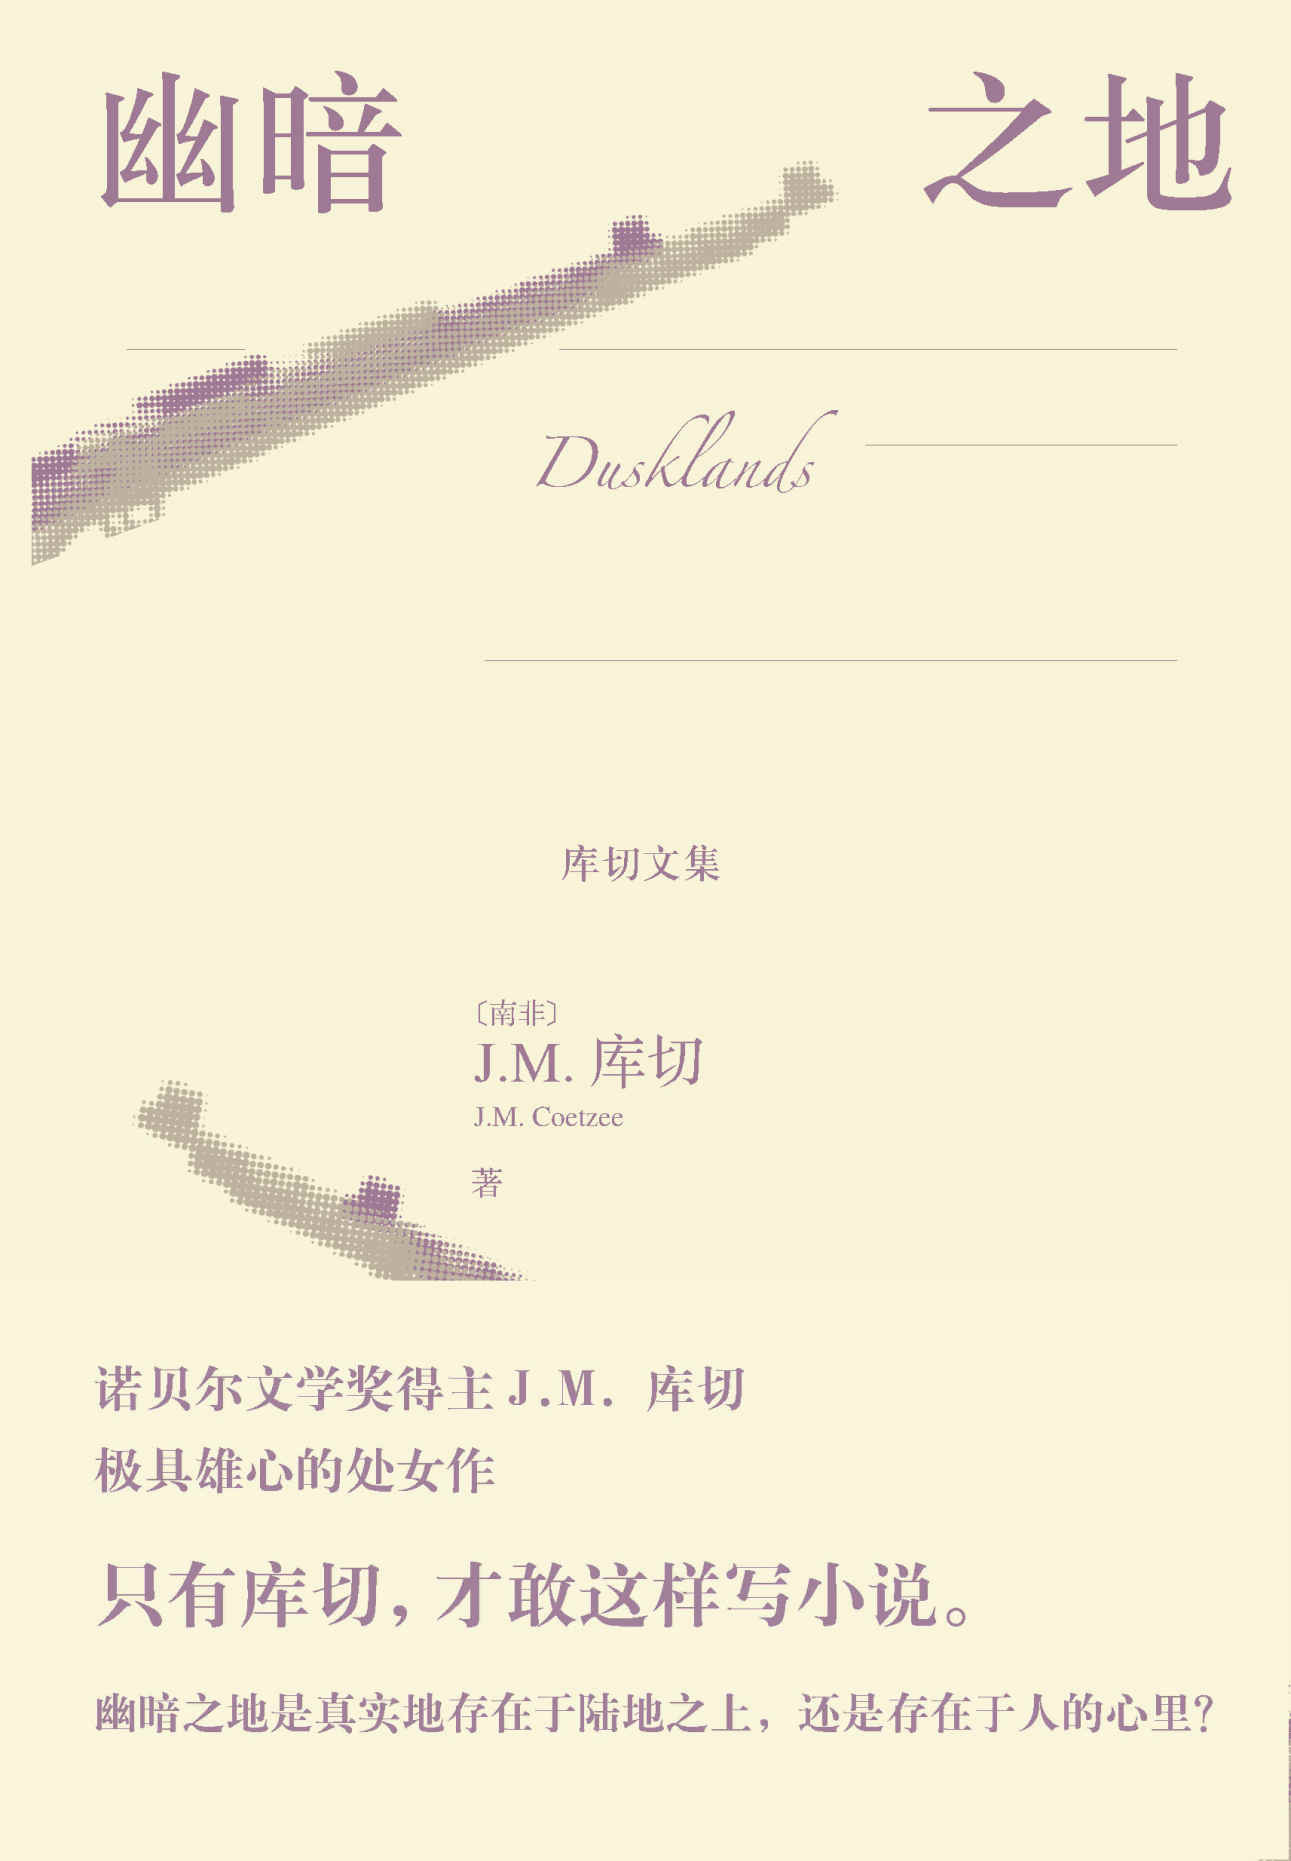 幽暗之地
Dusklands
库切文集
〔南非〕
J.M. 库切
J.M. Coetzee
著
诺贝尔文学奖得主 J.M. 库切
极具雄心的处女作
只有库切，才敢这样写小说。
幽暗之地是真实地存在于陆地之上，还是存在于人的心里？